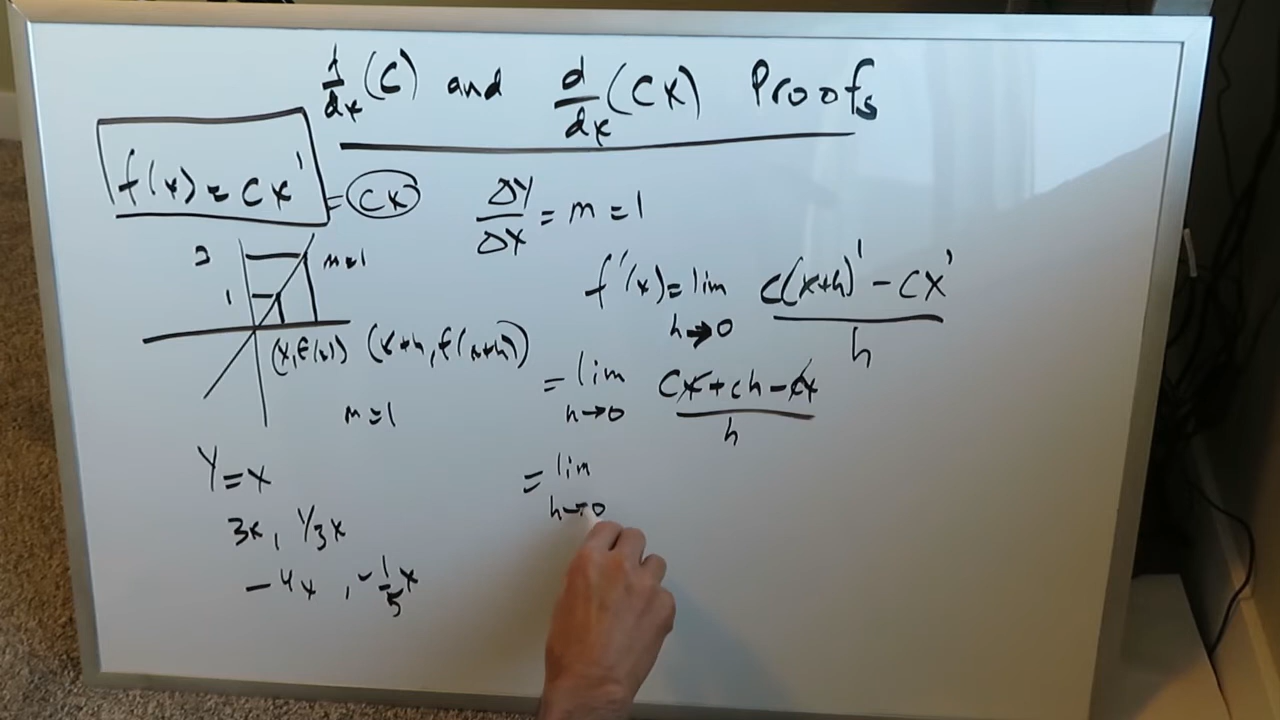 d/dx (C) and d/dx (CX) Proofs
f(x) = CX¹ = CX
ΔY/ΔX = m = 1
2
m=1
1
(X, f(x)) (x+h, f(x+h))
m=1
f'(x) = lim h→0 c(x+h)¹ - CX¹ / h
= lim h→0 CX + ch - CX / h
Y=X
= lim h→0
3x, 1/3x
-4x, -1/5x